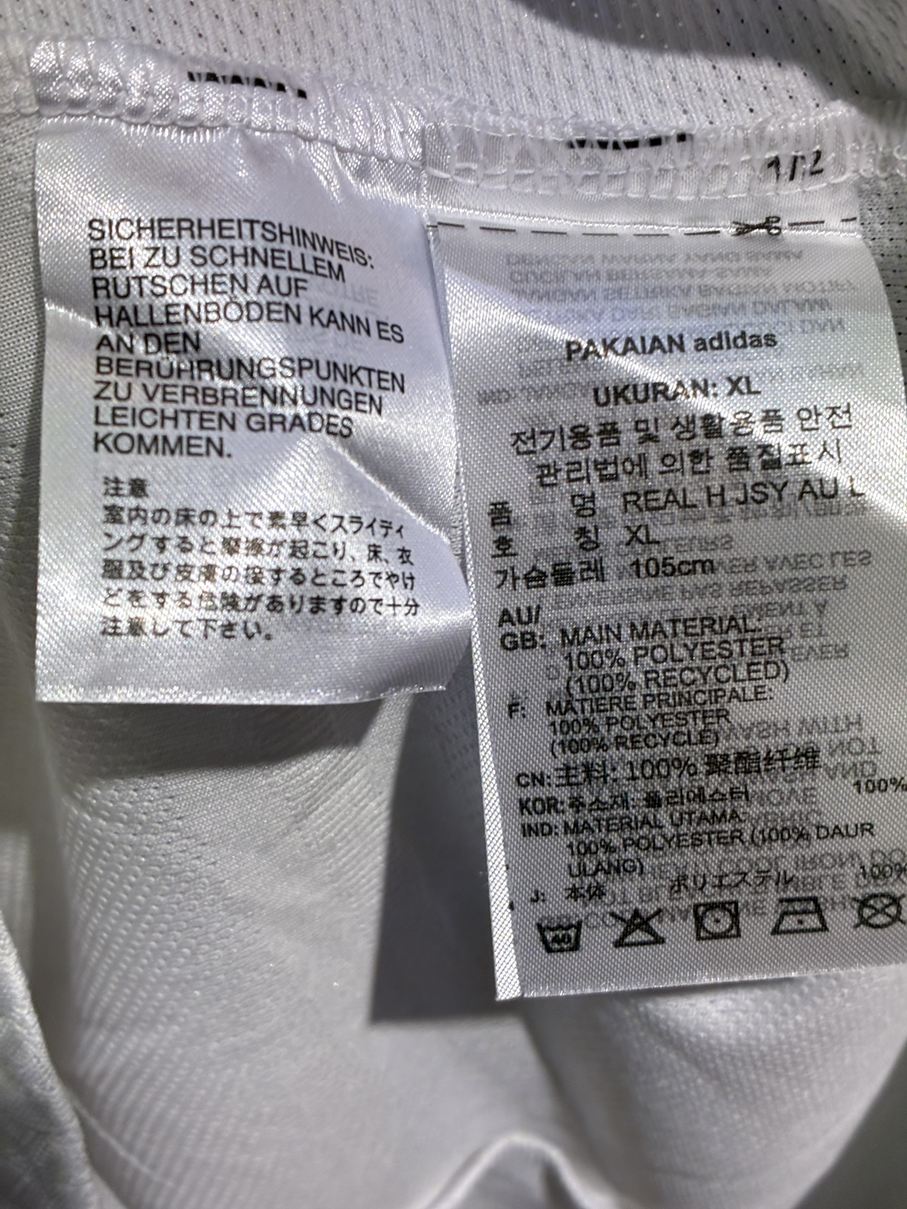 SICHERHEITSHINWEIS:
BEI ZU SCHNELLEM
RUTSCHEN AUF
HALLENBÖDEN KANN ES
AN DEN
BERÜHRUNGSPUNKTEN
ZU VERBRENNUNGEN
LEICHTEN GRADES
KOMMEN.
注意
室内の床の上で素早くスライディ
ングすると摩擦が起こり、床、衣
服及び皮膚の接するところでやけ
どをする危険がありますので十分
注意して下さい。
1/2
PAKAIAN adidas
UKURAN: XL
전기용품 및 생활용품 안전
관리법에 의한 품질표시
품 명 REAL H JSY AU L
호 칭 XL
가슴둘레 105cm
AU/
GB: MAIN MATERIAL:
100% POLYESTER
(100% RECYCLED)
F: MATIERE PRINCIPALE:
100% POLYESTER
(100% RECYCLÉ)
CN: 主料: 100% 聚酯纤维
KOR: 주소재: 폴리에스터 100%
IND: MATERIAL UTAMA:
100% POLYESTER (100% DAUR
ULANG)
J: 本体 ポリエステル 100%
40